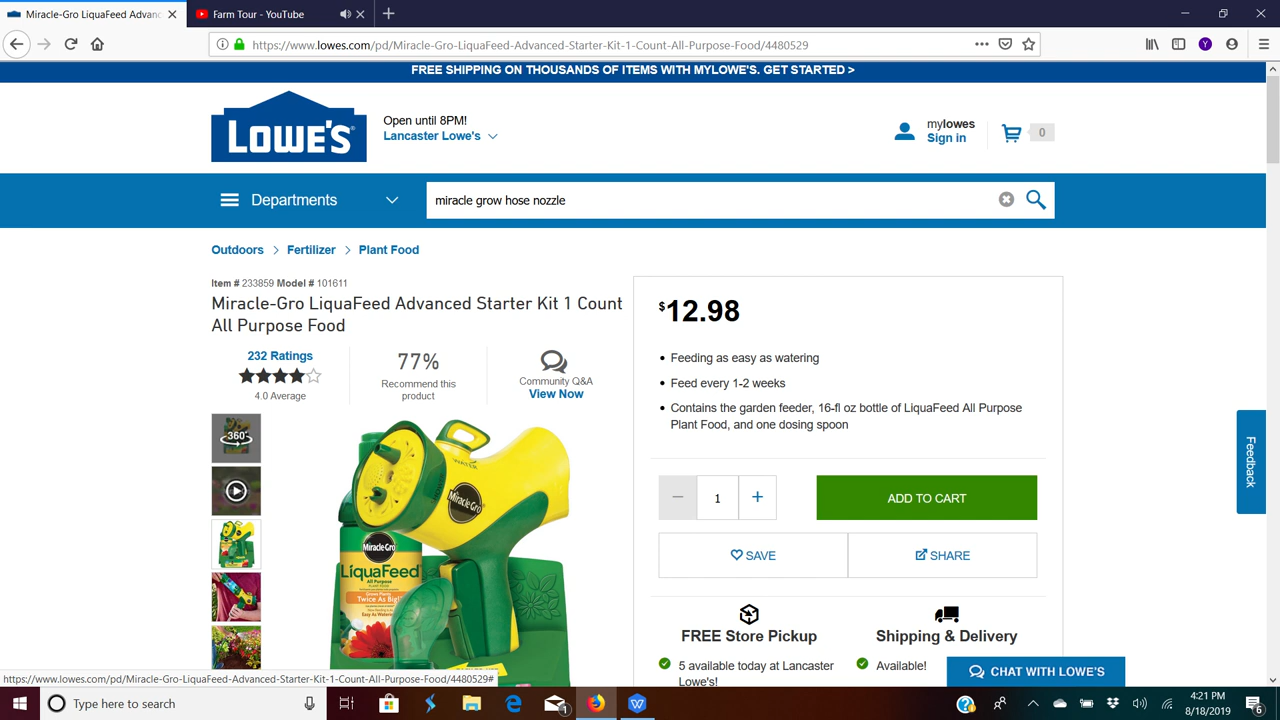 Miracle-Gro LiquaFeed Advanc
Farm Tour - YouTube
https://www.lowes.com/pd/Miracle-Gro-LiquaFeed-Advanced-Starter-Kit-1-Count-All-Purpose-Food/4480529
FREE SHIPPING ON THOUSANDS OF ITEMS WITH MYLOWE'S. GET STARTED >
LOWE'S
Open until 8PM!
Lancaster Lowe's
mylowes
Sign in
0
Departments
miracle grow hose nozzle
Outdoors > Fertilizer > Plant Food
Item # 233859 Model # 101611
Miracle-Gro LiquaFeed Advanced Starter Kit 1 Count
All Purpose Food
232 Ratings
4.0 Average
77%
Recommend this
product
Community Q&A
View Now
360°
WATER
Miracle-Gro
Miracle-Gro
LiquaFeed
All Purpose
PLANT FOOD
Twice As Big
$12.98
• Feeding as easy as watering
• Feed every 1-2 weeks
• Contains the garden feeder, 16-fl oz bottle of LiquaFeed All Purpose
Plant Food, and one dosing spoon
− 1 +
ADD TO CART
SAVE
SHARE
FREE Store Pickup
5 available today at Lancaster
Lowe's!
Shipping & Delivery
Available!
Feedback
CHAT WITH LOWE'S
https://www.lowes.com/pd/Miracle-Gro-LiquaFeed-Advanced-Starter-Kit-1-Count-All-Purpose-Food/4480529#
Type here to search
1
4:21 PM
8/18/2019
6